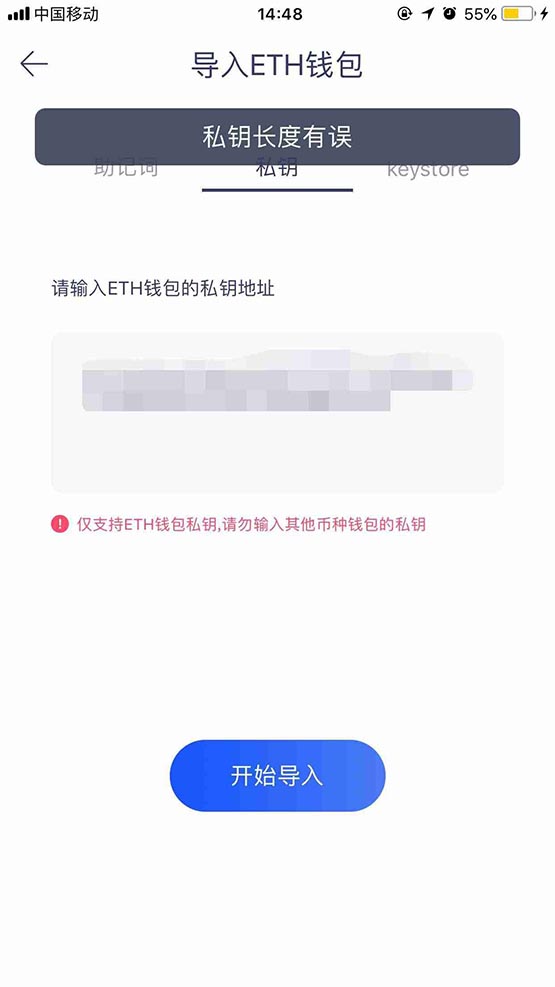 中国移动 14:48 55%
导入ETH钱包
私钥长度有误
助记词 私钥 keystore
请输入ETH钱包的私钥地址
仅支持ETH钱包私钥,请勿输入其他币种钱包的私钥
开始导入